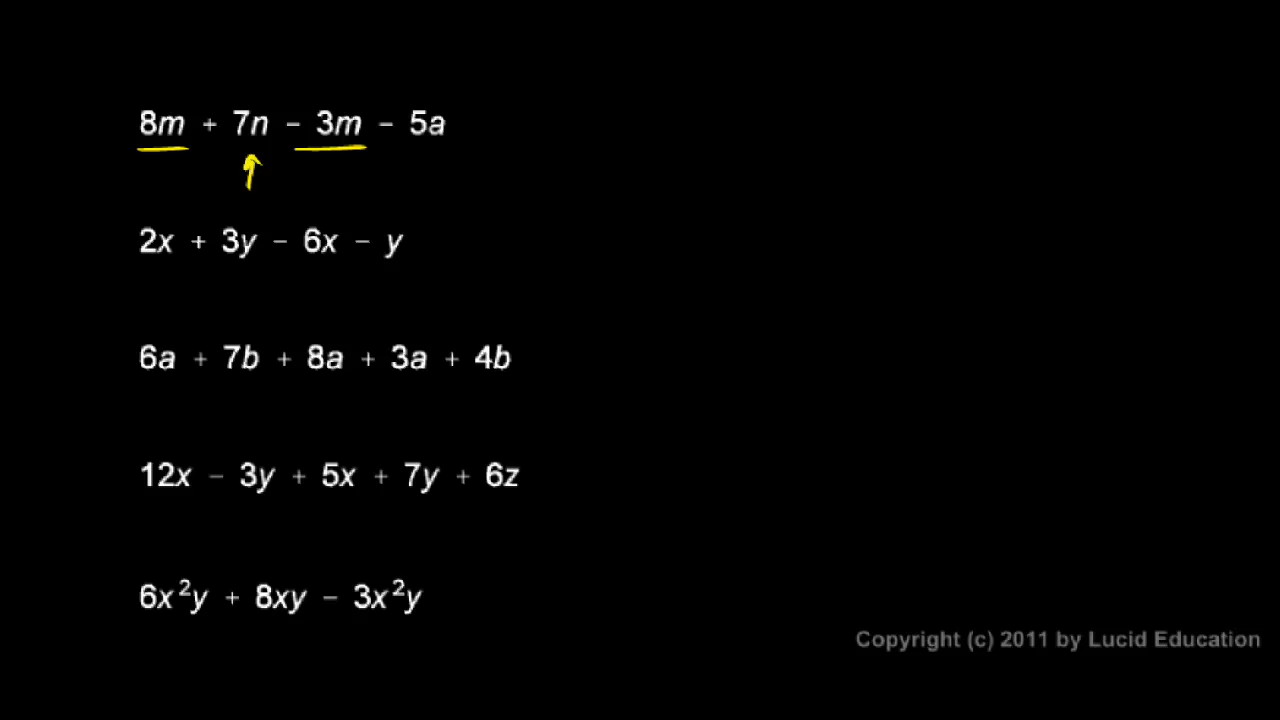 8m + 7n − 3m − 5a
2x + 3y − 6x − y
6a + 7b + 8a + 3a + 4b
12x − 3y + 5x + 7y + 6z
6x²y + 8xy − 3x²y
Copyright (c) 2011 by Lucid Education